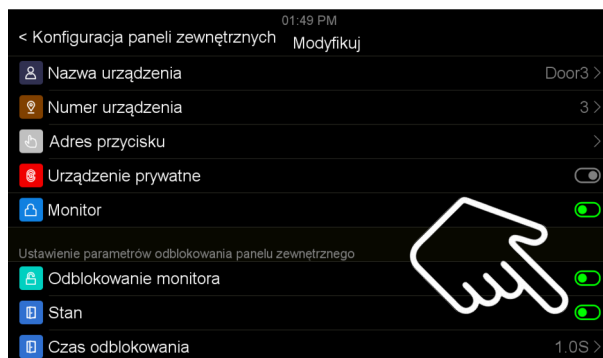 01:49 PM
< Konfiguracja paneli zewnętrznych Modyfikuj
Nazwa urządzenia Door3 >
Numer urządzenia 3 >
Adres przycisku >
Urządzenie prywatne
Monitor
Ustawienie parametrów odblokowania panelu zewnętrznego
Odblokowanie monitora
Stan
Czas odblokowania 1.0S >